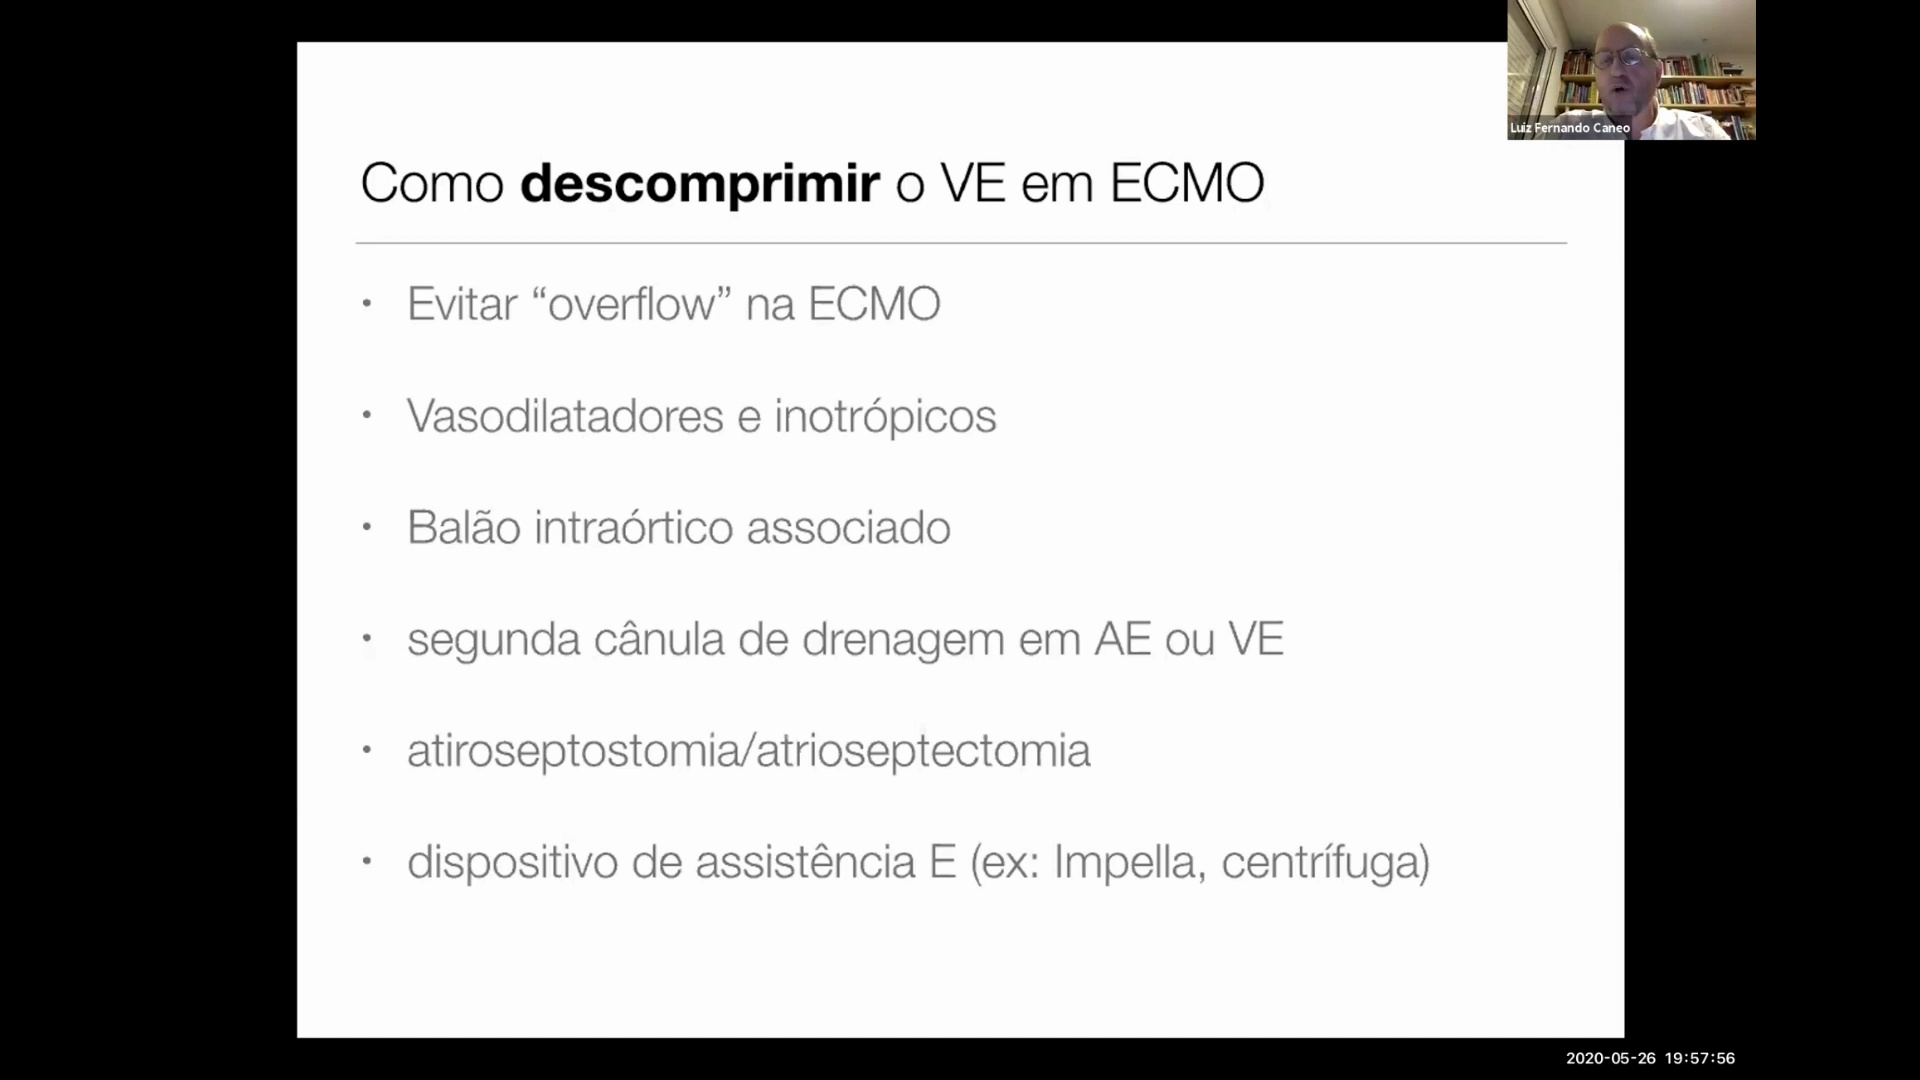 Luiz Fernando Caneo
Como descomprimir o VE em ECMO
• Evitar “overflow” na ECMO
• Vasodilatadores e inotrópicos
• Balão intraórtico associado
• segunda cânula de drenagem em AE ou VE
• atiroseptostomia/atrioseptectomia
• dispositivo de assistência E (ex: Impella, centrífuga)
2020-05-26 19:57:56